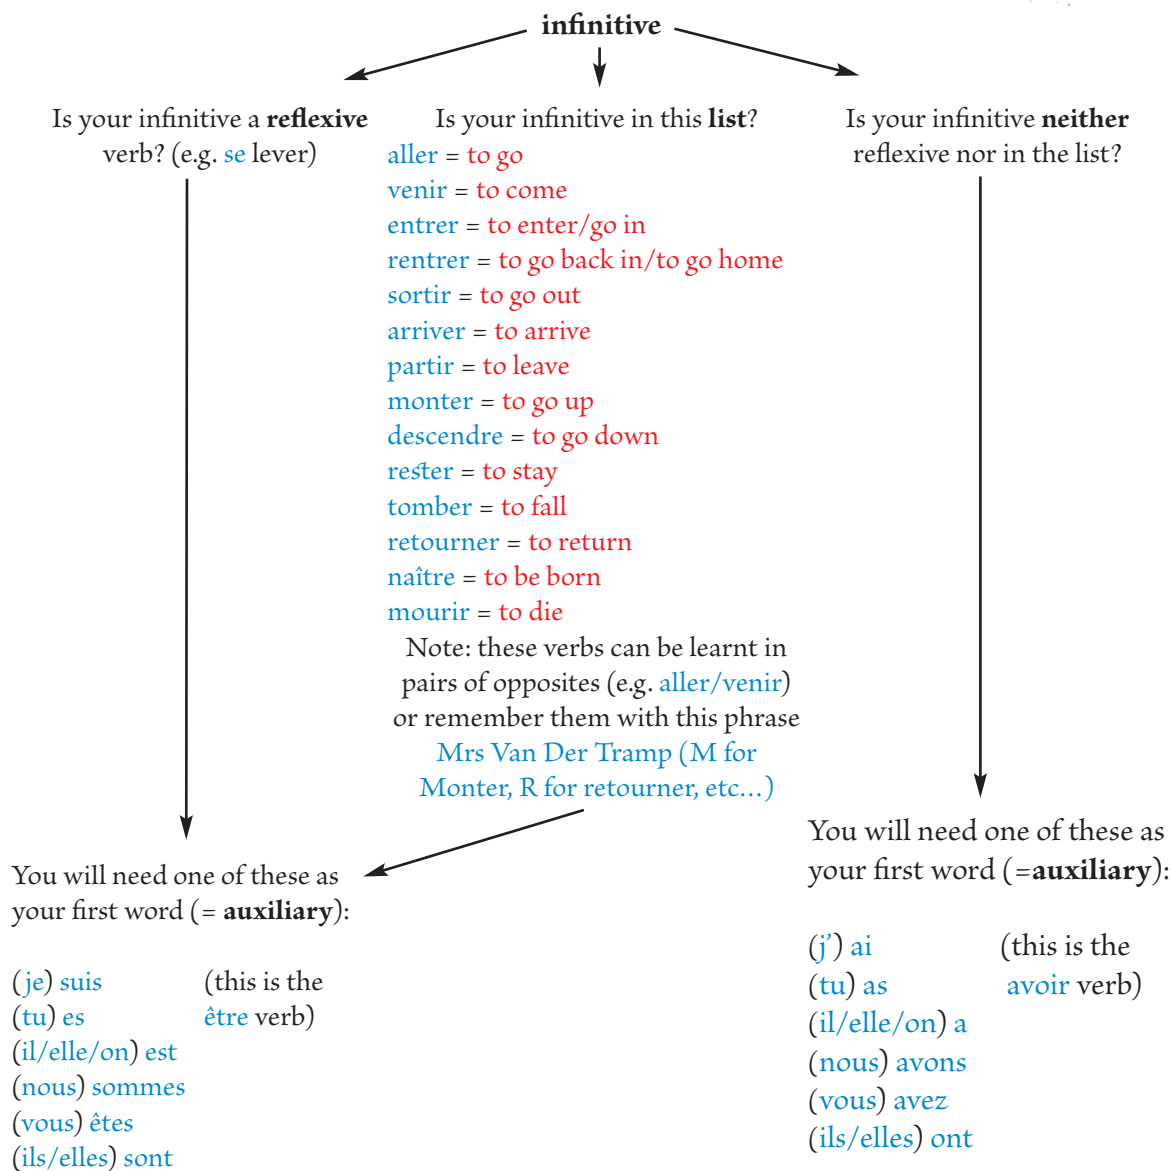 infinitive
Is your infinitive a reflexive
verb? (e.g. se lever)
Is your infinitive in this list?
aller = to go
venir = to come
entrer = to enter/go in
rentrer = to go back in/to go home
sortir = to go out
arriver = to arrive
partir = to leave
monter = to go up
descendre = to go down
rester = to stay
tomber = to fall
retourner = to return
naître = to be born
mourir = to die
Note: these verbs can be learnt in
pairs of opposites (e.g. aller/venir)
or remember them with this phrase
Mrs Van Der Tramp (M for
Monter, R for retourner, etc…)
Is your infinitive neither
reflexive nor in the list?
You will need one of these as
your first word (= auxiliary):
(je) suis (this is the
(tu) es être verb)
(il/elle/on) est
(nous) sommes
(vous) êtes
(ils/elles) sont
You will need one of these as
your first word (=auxiliary):
(j’) ai (this is the
(tu) as avoir verb)
(il/elle/on) a
(nous) avons
(vous) avez
(ils/elles) ont